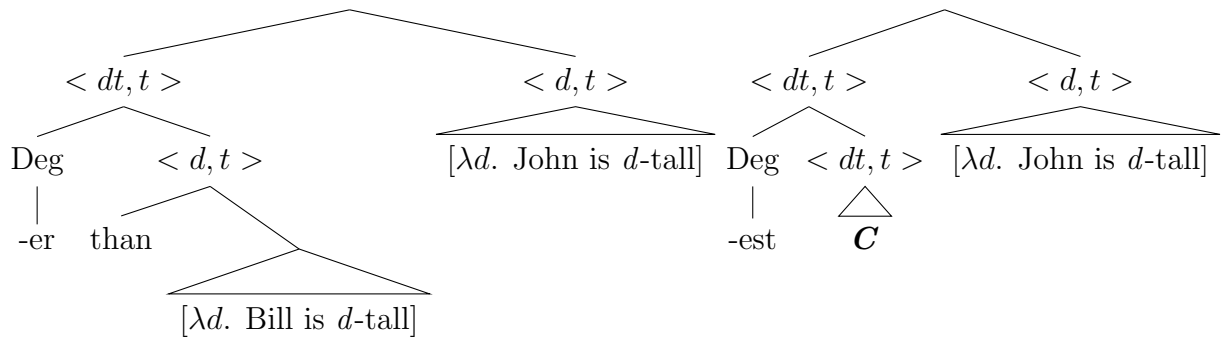 < dt, t > < d, t > < dt, t > < d, t >
Deg < d, t > [λd. John is d-tall] Deg < dt, t > [λd. John is d-tall]
-er than -est C
[λd. Bill is d-tall]